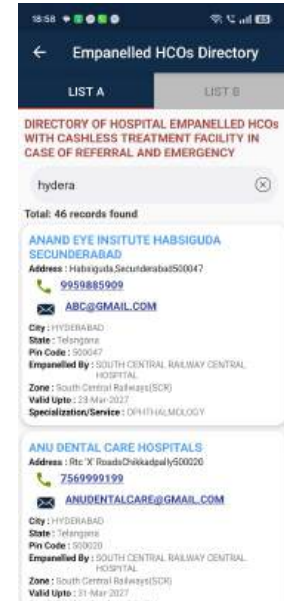 18:58
Empanelled HCOs Directory
LIST A
LIST B
DIRECTORY OF HOSPITAL EMPANELLED HCOs
WITH CASHLESS TREATMENT FACILITY IN
CASE OF REFERRAL AND EMERGENCY
hydera
Total: 46 records found
ANAND EYE INSITUTE HABSIGUDA
SECUNDERABAD
Address : Habsiguda,Secunderabad500047
9959885909
ABC@GMAIL.COM
City : HYDERABAD
State : Telangana
Pin Code : 500047
Empanelled By : SOUTH CENTRAL RAILWAY CENTRAL
HOSPITAL
Zone : South Central Railways(SCR)
Valid Upto : 23-Mar-2027
Specialization/Service : OPHTHALMOLOGY
ANU DENTAL CARE HOSPITALS
Address : Rtc 'X' RoadsChikkadpally500020
7569999199
ANUDENTALCARE@GMAIL.COM
City : HYDERABAD
State : Telangana
Pin Code : 500020
Empanelled By : SOUTH CENTRAL RAILWAY CENTRAL
HOSPITAL
Zone : South Central Railways(SCR)
Valid Upto : 31-Mar-2027